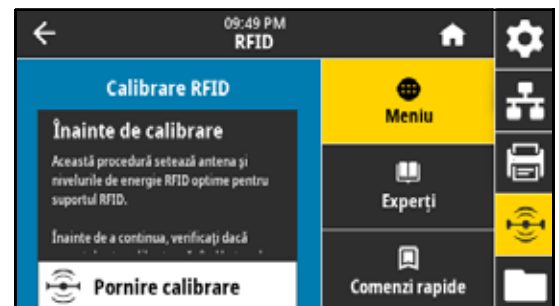 09:49 PM
RFID
Calibrare RFID
Înainte de calibrare
Această procedură setează antena și
nivelurile de energie RFID optime pentru
suportul RFID.
Înainte de a continua, verificați dacă
Pornire calibrare
Meniu
Experți
Comenzi rapide